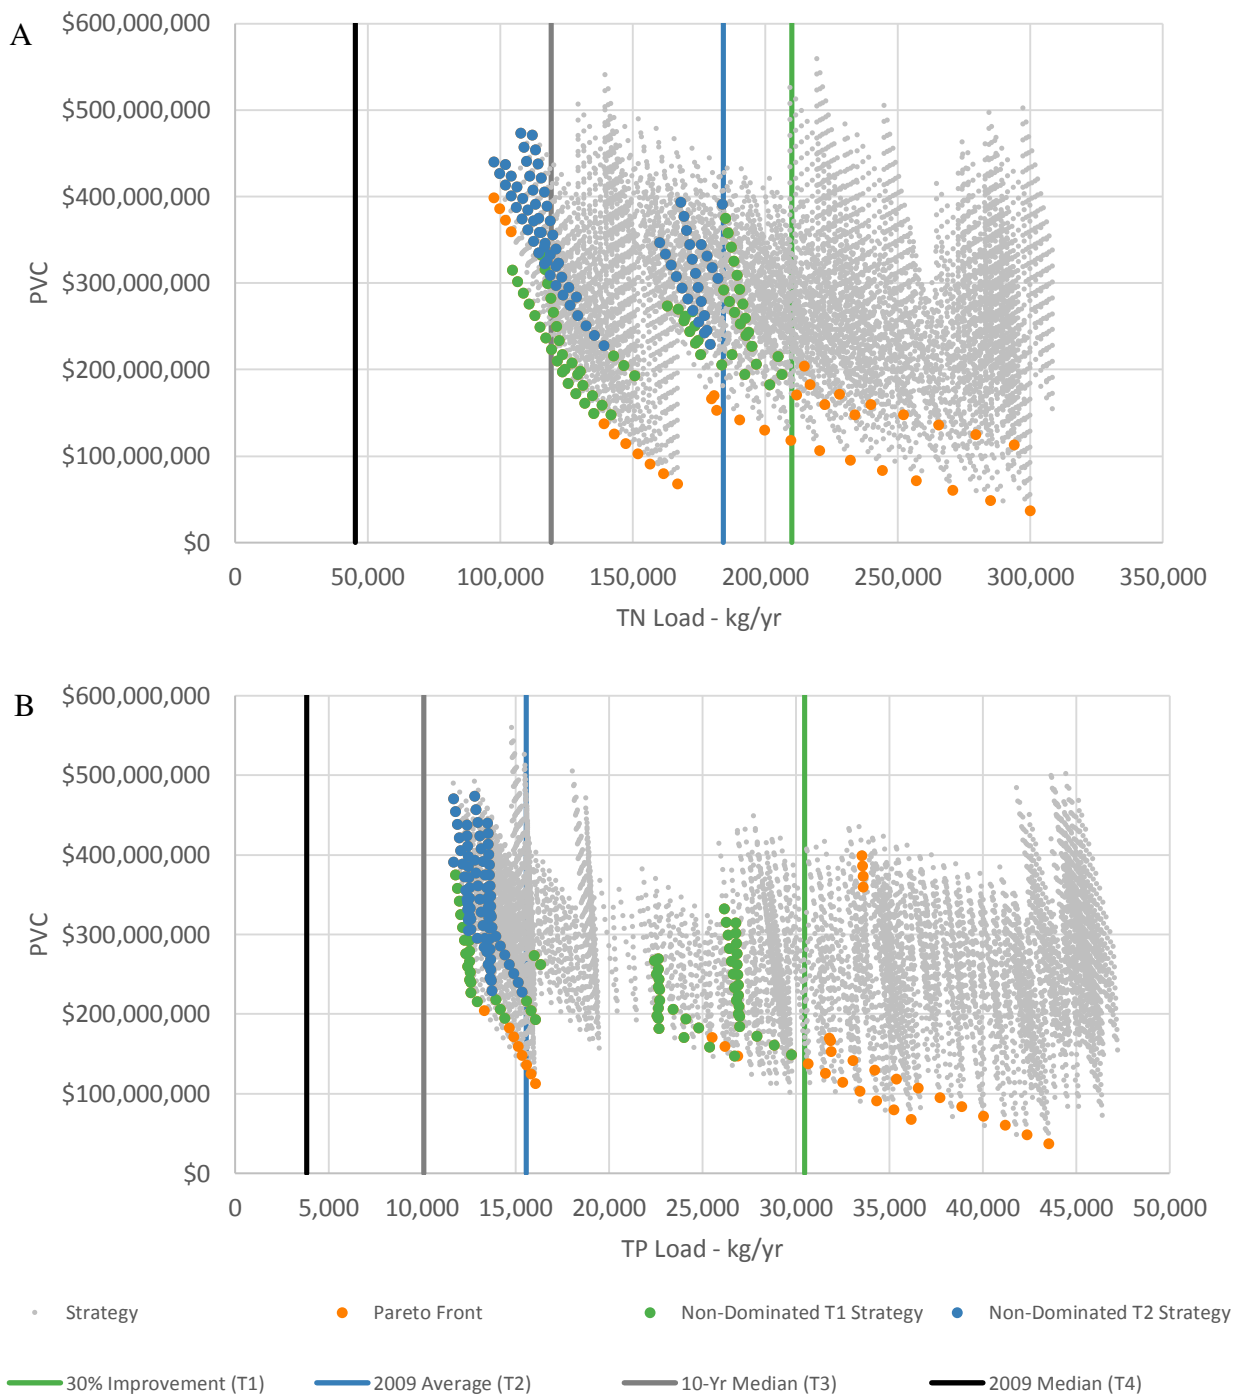 A
$600,000,000
$500,000,000
$400,000,000
$300,000,000
$200,000,000
$100,000,000
$0
PVC
0 50,000 100,000 150,000 200,000 250,000 300,000 350,000
TN Load - kg/yr
B
$600,000,000
$500,000,000
$400,000,000
$300,000,000
$200,000,000
$100,000,000
$0
PVC
0 5,000 10,000 15,000 20,000 25,000 30,000 35,000 40,000 45,000 50,000
TP Load - kg/yr
Strategy Pareto Front Non-Dominated T1 Strategy Non-Dominated T2 Strategy
30% Improvement (T1) 2009 Average (T2) 10-Yr Median (T3) 2009 Median (T4)